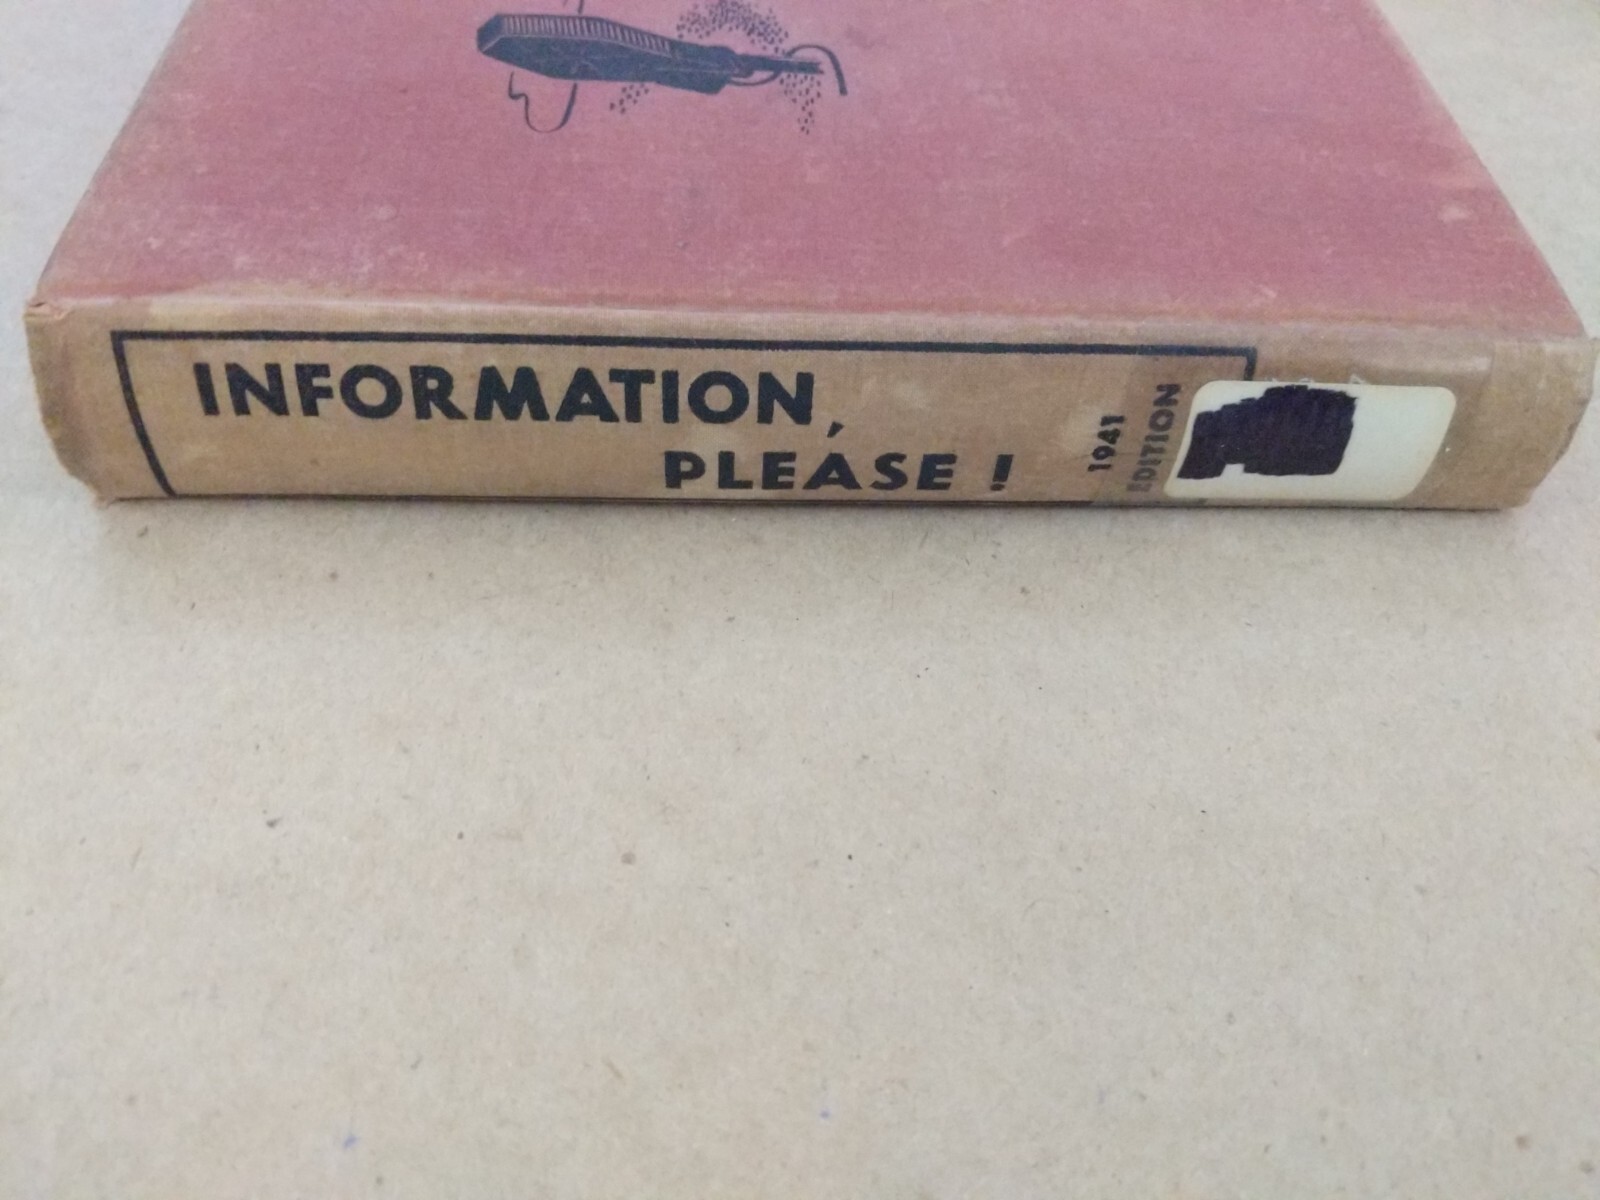 INFORMATION,
PLEASE!
1941
EDITION